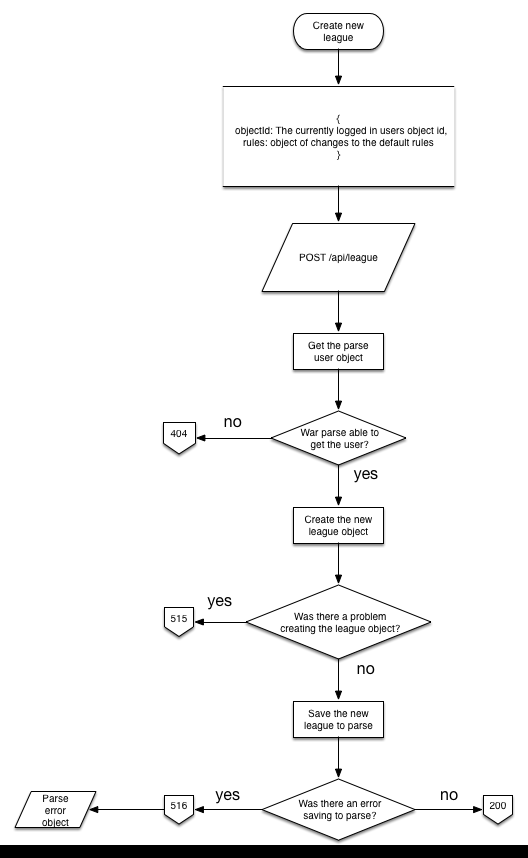 Create new
league
{
objectId: The currently logged in users object id,
rules: object of changes to the default rules
}
POST /api/league
Get the parse
user object
no
404
War parse able to
get the user?
yes
Create the new
league object
yes
515
Was there a problem
creating the league object?
no
Save the new
league to parse
Parse
error
object
516
yes
Was there an error
saving to parse?
no
200